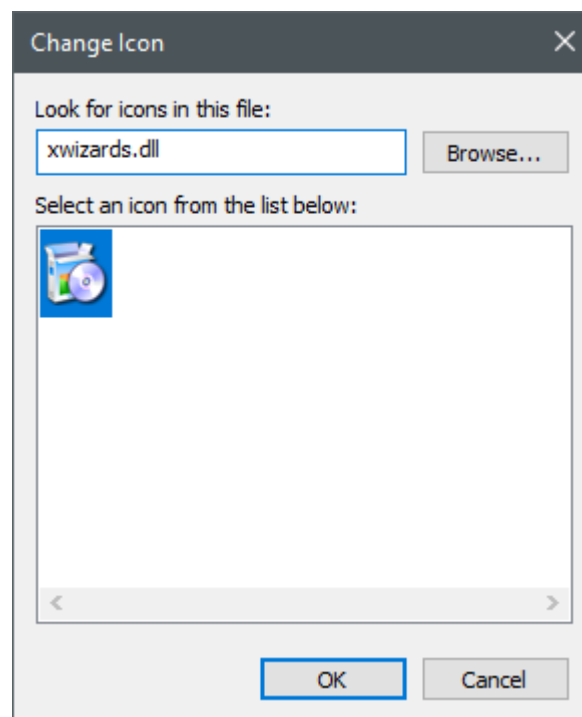 Change Icon
Look for icons in this file:
xwizards.dll Browse...
Select an icon from the list below:
OK Cancel